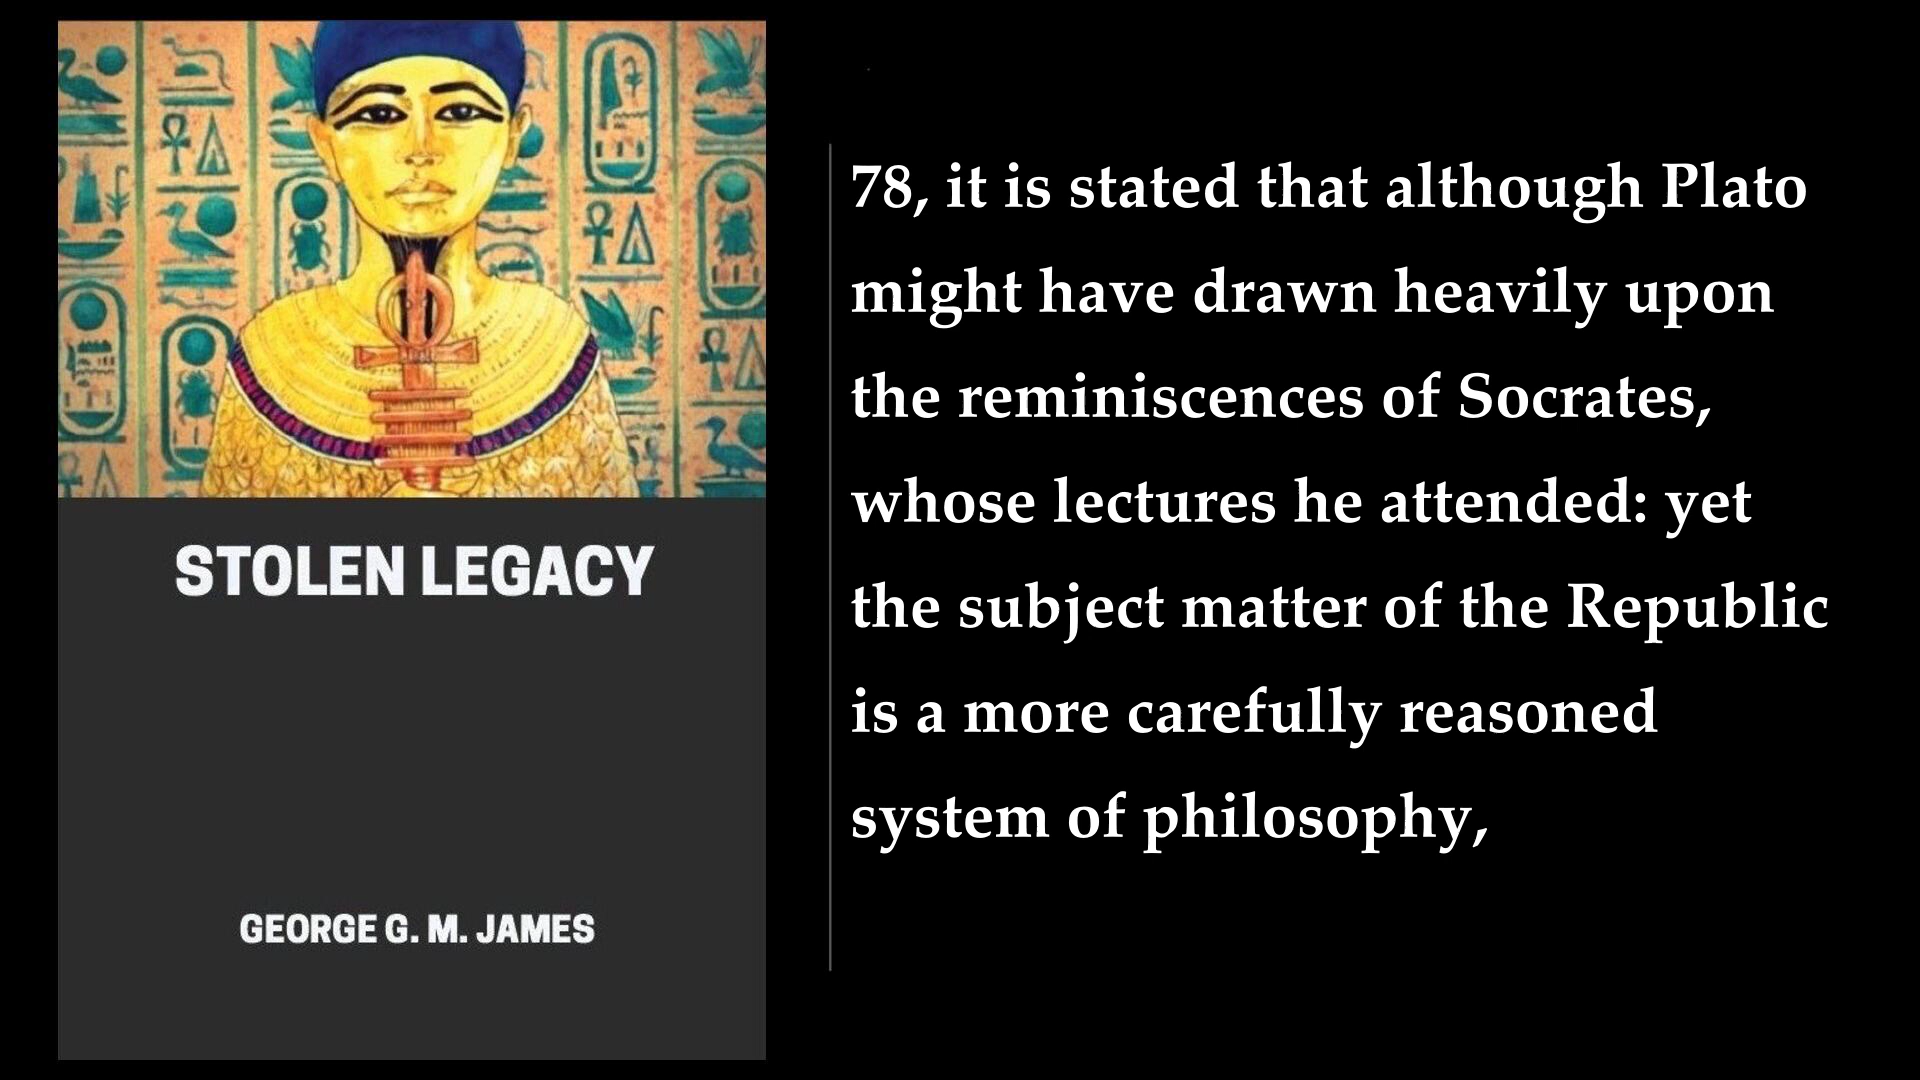 STOLEN LEGACY
GEORGE G. M. JAMES
78, it is stated that although Plato
might have drawn heavily upon
the reminiscences of Socrates,
whose lectures he attended: yet
the subject matter of the Republic
is a more carefully reasoned
system of philosophy,